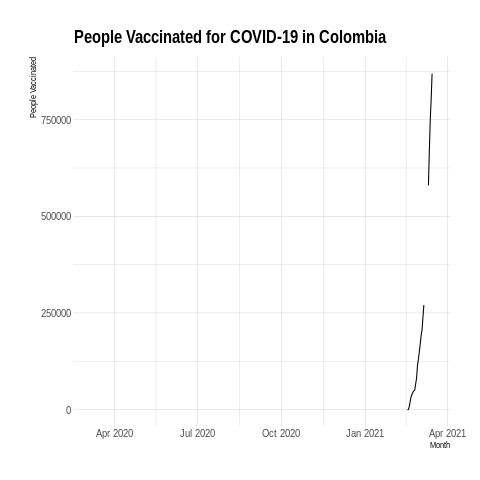 People Vaccinated for COVID-19 in Colombia
People Vaccinated
750000
500000
250000
0
Apr 2020 Jul 2020 Oct 2020 Jan 2021 Apr 2021
Month